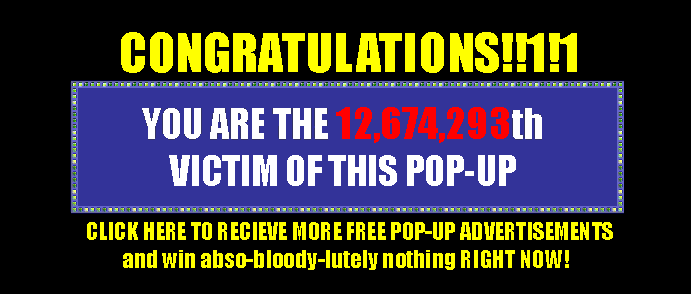 CONGRATULATIONS!!1!1
YOU ARE THE 12,674,293th
VICTIM OF THIS POP-UP
CLICK HERE TO RECIEVE MORE FREE POP-UP ADVERTISEMENTS
and win abso-bloody-lutely nothing RIGHT NOW!